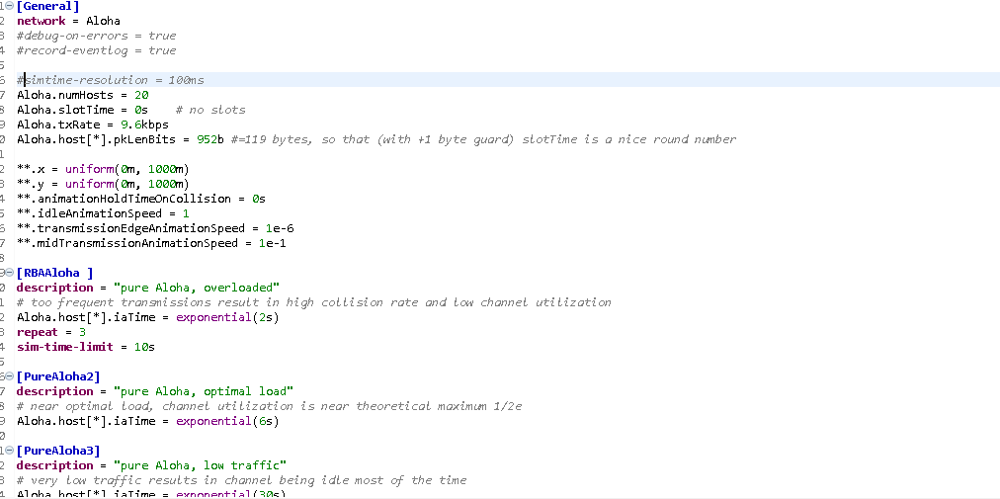 [General]
network = Aloha
#debug-on-errors = true
#record-eventlog = true
#simtime-resolution = 100ms
Aloha.numHosts = 20
Aloha.slotTime = 0s    # no slots
Aloha.txRate = 9.6kbps
Aloha.host[*].pkLenBits = 952b #=119 bytes, so that (with +1 byte guard) slotTime is a nice round number
**.x = uniform(0m, 1000m)
**.y = uniform(0m, 1000m)
**.animationHoldTimeOnCollision = 0s
**.idleAnimationSpeed = 1
**.transmissionEdgeAnimationSpeed = 1e-6
**.midTransmissionAnimationSpeed = 1e-1
[RBAAloha ]
description = "pure Aloha, overloaded"
# too frequent transmissions result in high collision rate and low channel utilization
Aloha.host[*].iaTime = exponential(2s)
repeat = 3
sim-time-limit = 10s
[PureAloha2]
description = "pure Aloha, optimal load"
# near optimal load, channel utilization is near theoretical maximum 1/2e
Aloha.host[*].iaTime = exponential(6s)
[PureAloha3]
description = "pure Aloha, low traffic"
# very low traffic results in channel being idle most of the time
Aloha.host[*].iaTime = exponential(30s)